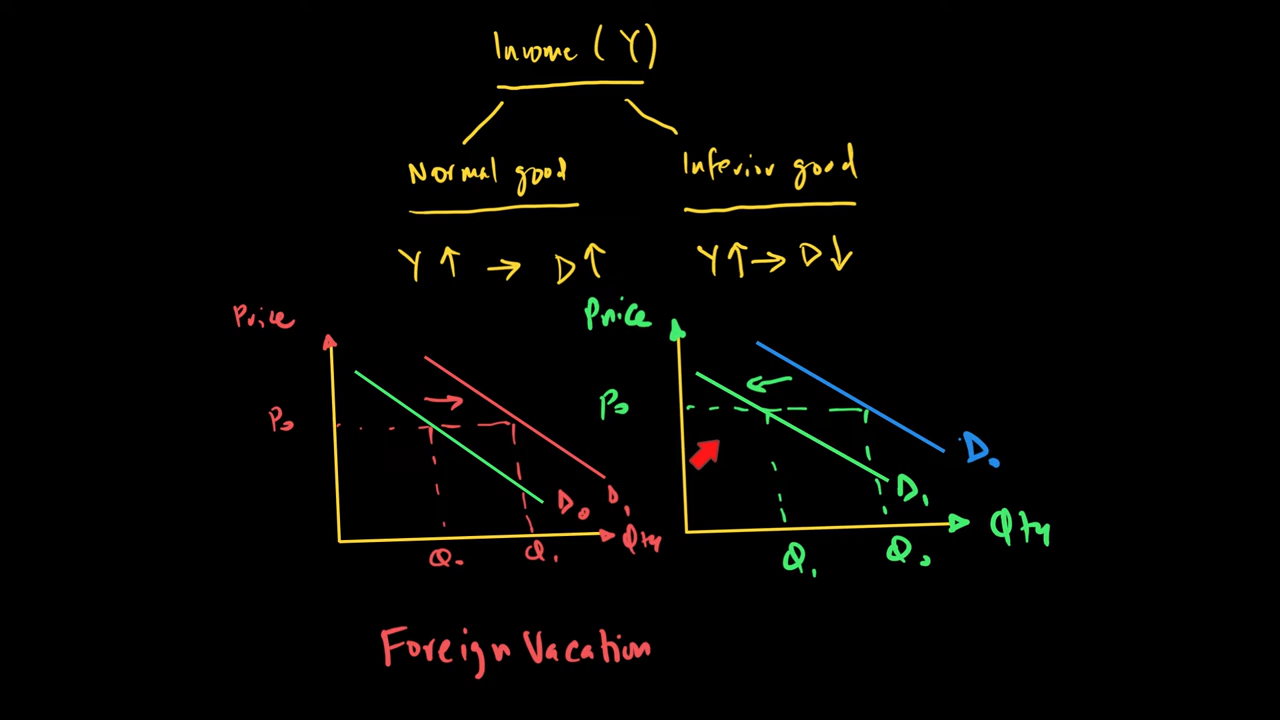 Income (Y)
Normal good
Inferior good
Y ↑ → D ↑
Y ↑ → D ↓
Price
P₀
D₀
D₁
Qty
Q₀
Q₁
Price
P₀
D₀
D₁
Qty
Q₁
Q₀
Foreign Vacation